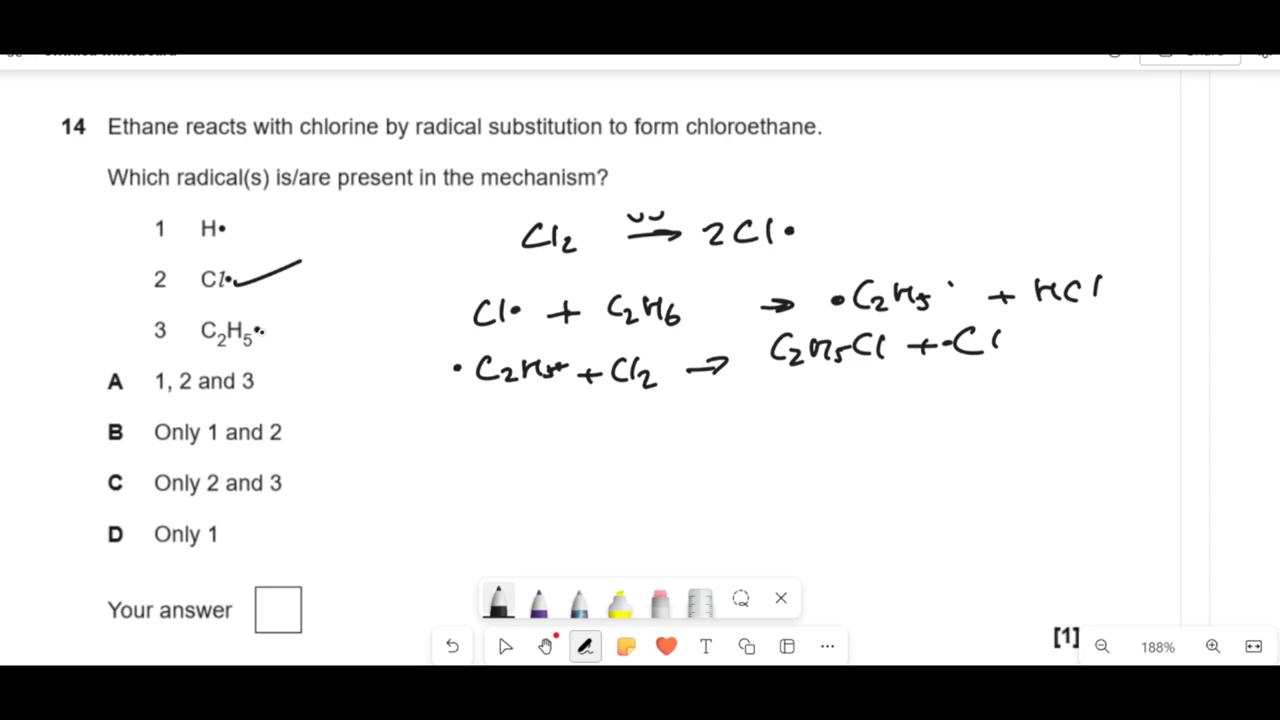 14 Ethane reacts with chlorine by radical substitution to form chloroethane.
Which radical(s) is/are present in the mechanism?
1 H•
2 Cl•
3 C₂H₅•
A 1, 2 and 3
B Only 1 and 2
C Only 2 and 3
D Only 1
Your answer
[1]
Cl₂ → 2Cl•
Cl• + C₂H₆ → •C₂H₅ + HCl
•C₂H₅ + Cl₂ → C₂H₅Cl + •Cl
T
188%